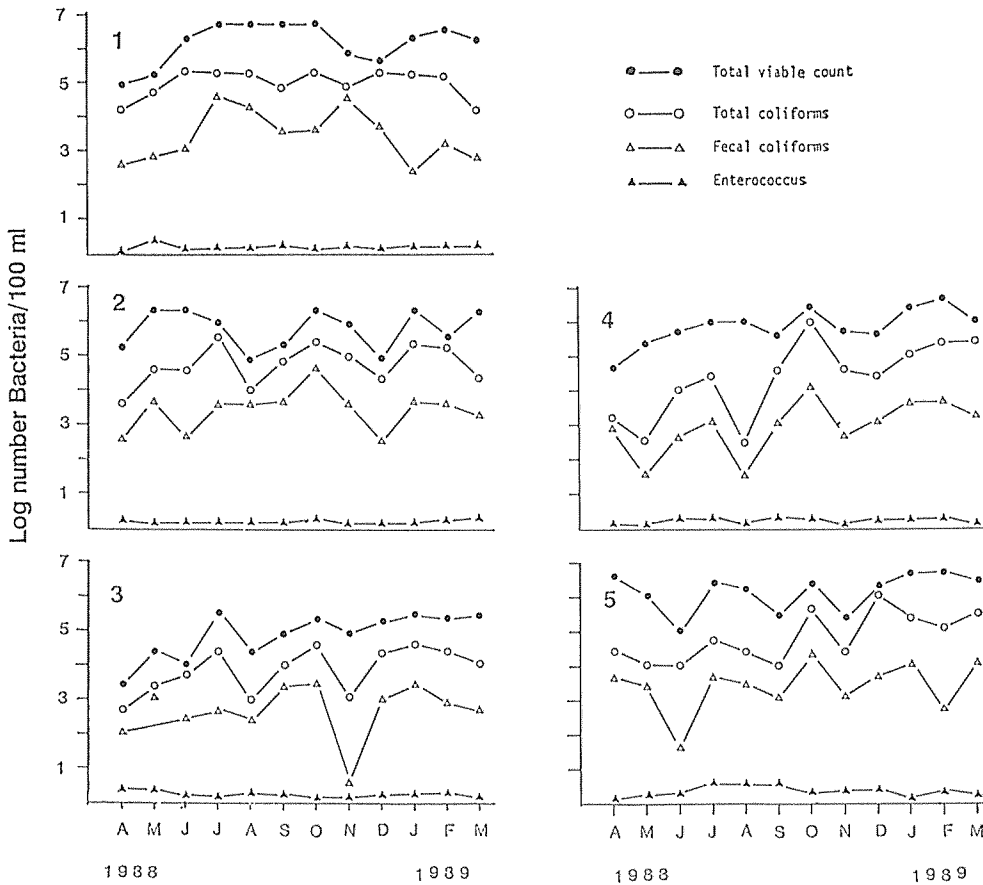 7
5
3
1
1
Total viable count
Total coliforms
Fecal coliforms
Enterococcus
Log number Bacteria/100 ml
7
5
3
1
2
4
7
5
3
1
3
5
A M J J A S O N D J F M
1988 1989
A M J J A S O N D J F M
1988 1989